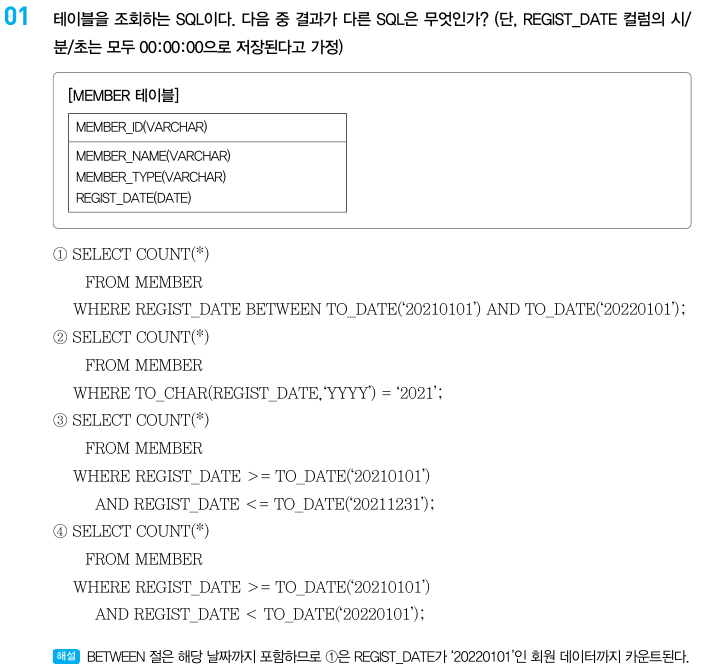 01 테이블을 조회하는 SQL이다. 다음 중 결과가 다른 SQL은 무엇인가? (단, REGIST_DATE 컬럼의 시/
분/초는 모두 00:00:00으로 저장된다고 가정)
[MEMBER 테이블]
MEMBER_ID(VARCHAR)
MEMBER_NAME(VARCHAR)
MEMBER_TYPE(VARCHAR)
REGIST_DATE(DATE)
① SELECT COUNT(*)
FROM MEMBER
WHERE REGIST_DATE BETWEEN TO_DATE(‘20210101’) AND TO_DATE(‘20220101’);
② SELECT COUNT(*)
FROM MEMBER
WHERE TO_CHAR(REGIST_DATE,‘YYYY’) = ‘2021’;
③ SELECT COUNT(*)
FROM MEMBER
WHERE REGIST_DATE >= TO_DATE(‘20210101’)
AND REGIST_DATE <= TO_DATE(‘20211231’);
④ SELECT COUNT(*)
FROM MEMBER
WHERE REGIST_DATE >= TO_DATE(‘20210101’)
AND REGIST_DATE < TO_DATE(‘20220101’);
해설 BETWEEN 절은 해당 날짜까지 포함하므로 ①은 REGIST_DATE가 ‘20220101’인 회원 데이터까지 카운트된다.